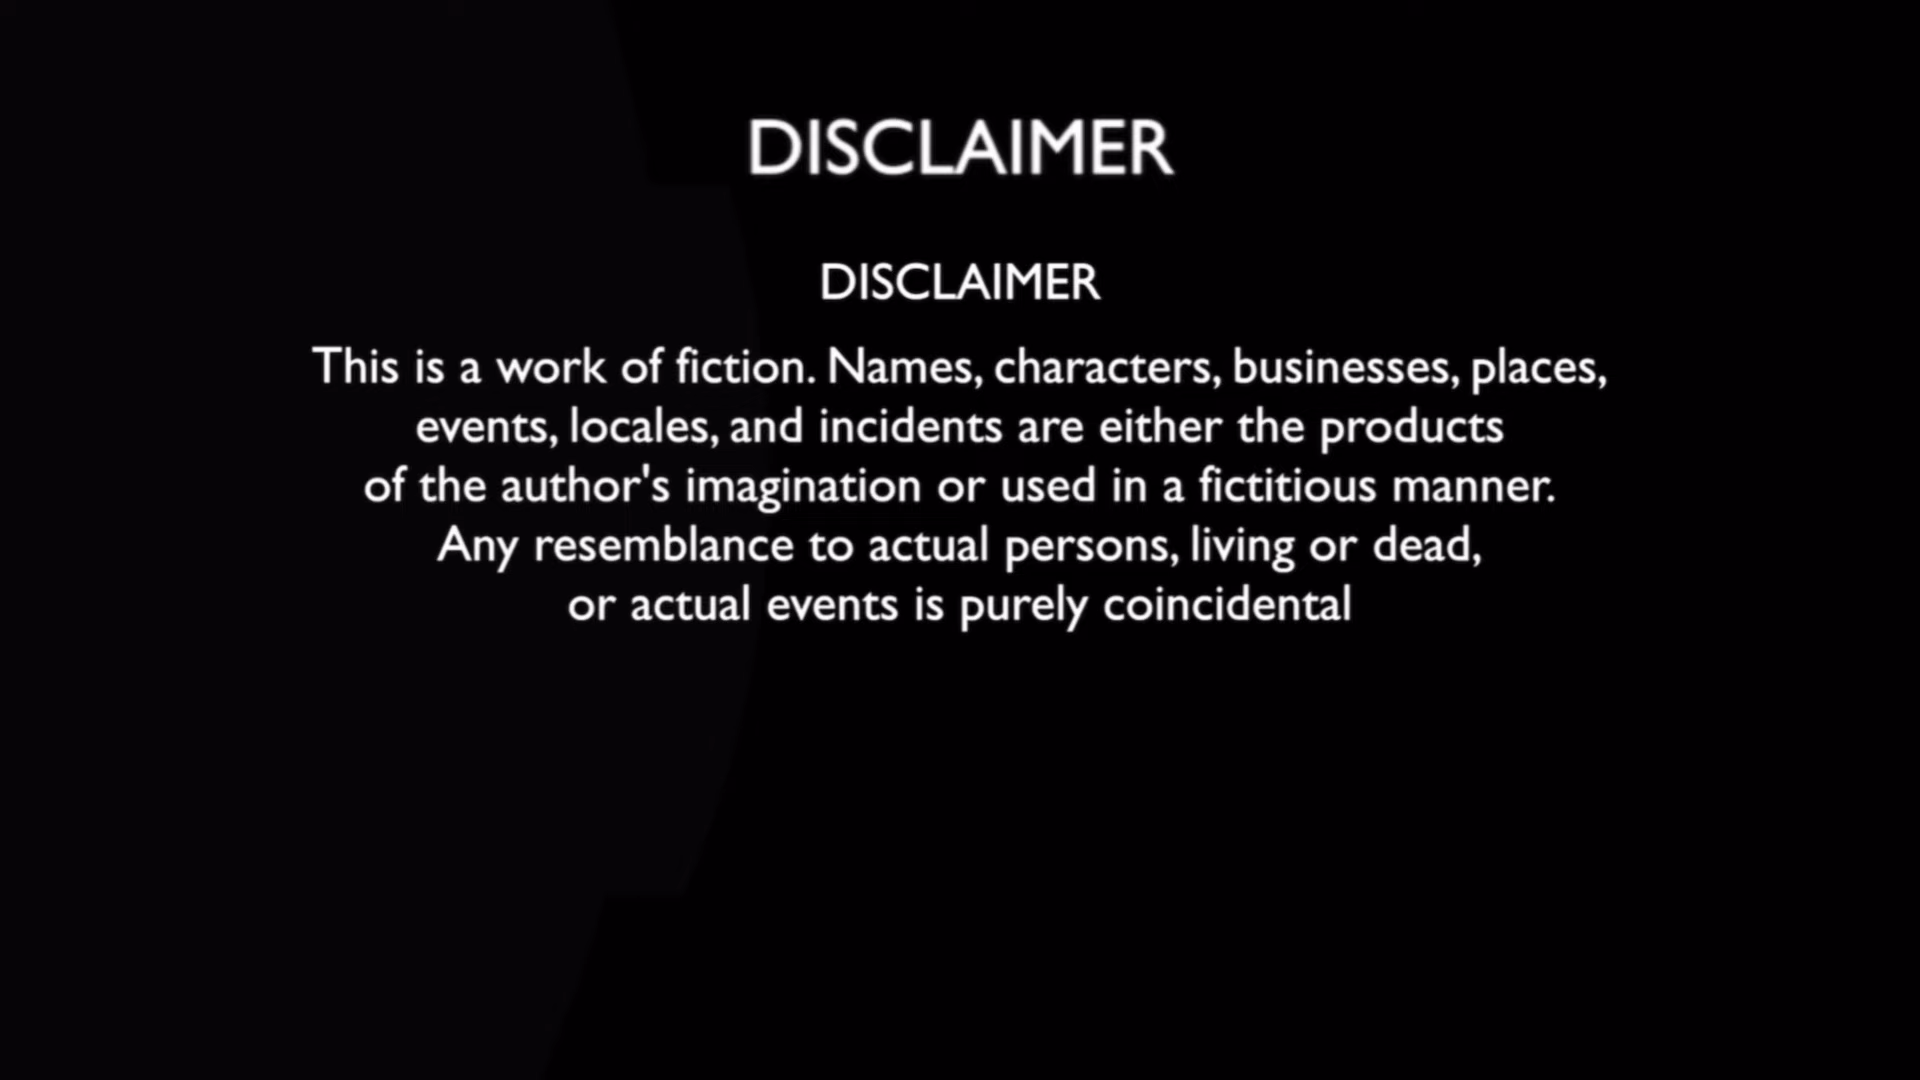 DISCLAIMER
DISCLAIMER
This is a work of fiction. Names, characters, businesses, places,
events, locales, and incidents are either the products
of the author's imagination or used in a fictitious manner.
Any resemblance to actual persons, living or dead,
or actual events is purely coincidental